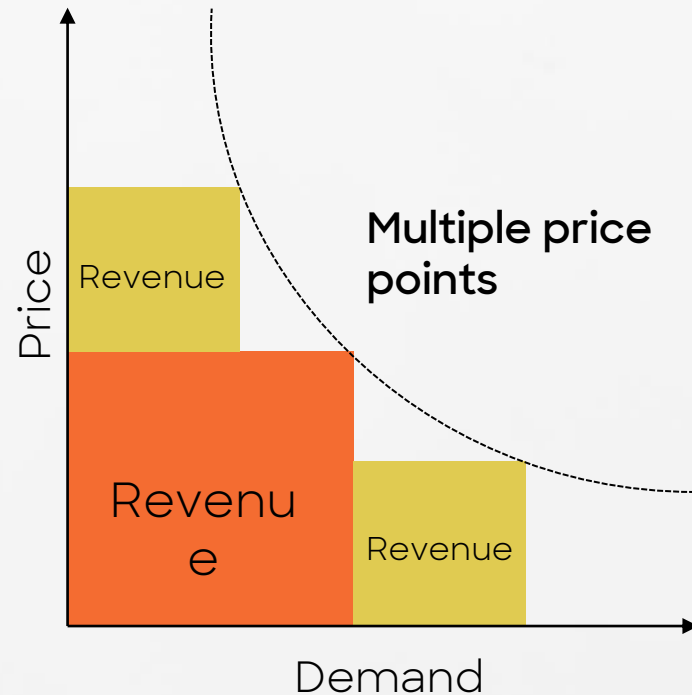 Price
Revenue
Multiple price
points
Revenu
e
Revenue
Demand